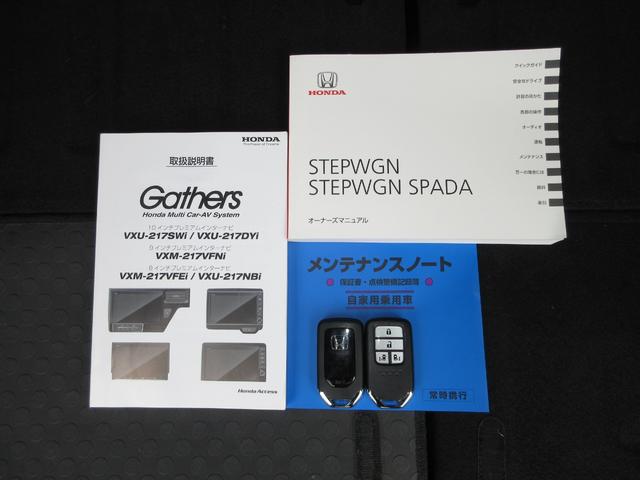 HONDA
The Power of Dreams
取扱説明書
Gathers
Honda Multi Car-AV System
10インチプレミアムインターナビ
VXU-217SWi / VXU-217DYi
9インチプレミアムインターナビ
VXM-217VFNi
8インチプレミアムインターナビ
VXM-217VFEi / VXU-217NBi
Honda Access
HONDA
STEPWGN
STEPWGN SPADA
オーナーズマニュアル
クイックガイド
安全なドライブ
計器の見かた
各部の操作
オーディオ
運転
メンテナンス
万一の場合には
資料
索引
メンテナンスノート
保証書・点検整備記録簿
自家用乗用車
常時携行